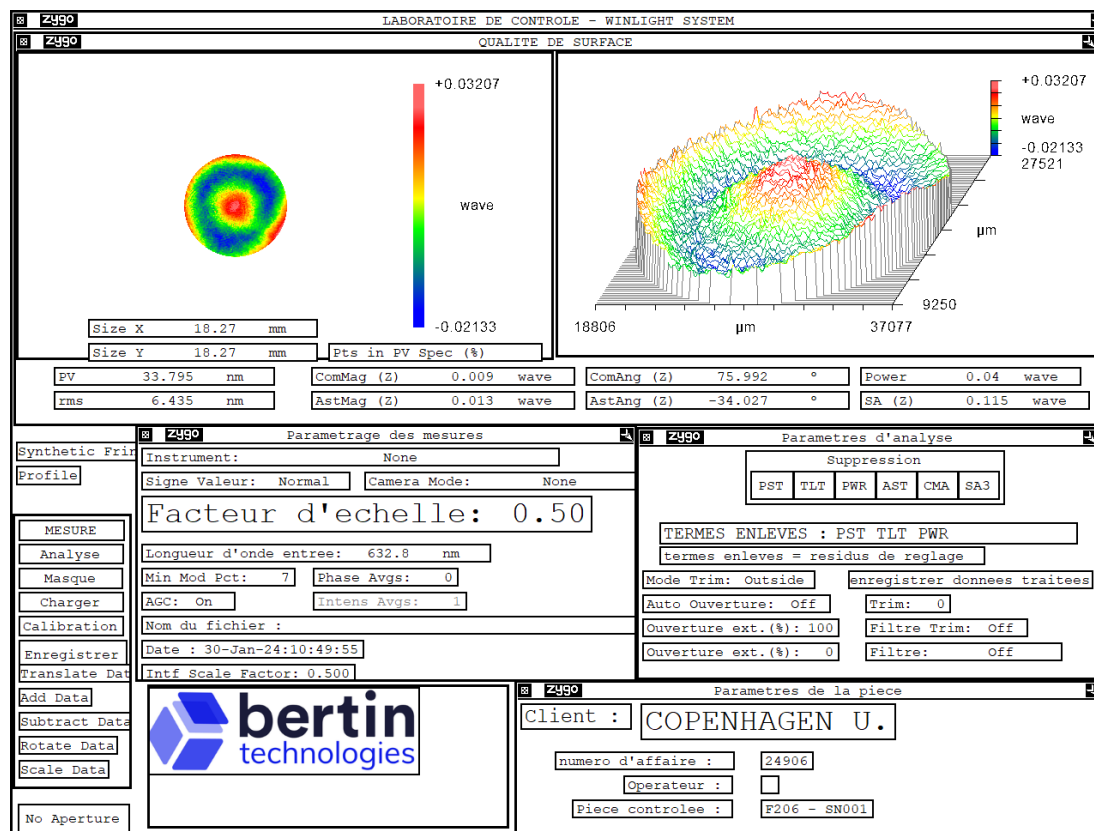 zygo LABORATOIRE DE CONTROLE - WINLIGHT SYSTEM
zygo QUALITE DE SURFACE
+0.03207
wave
-0.02133
+0.03207
wave
-0.02133
27521
µm
9250
18806 µm 37077
Size X 18.27 mm
Size Y 18.27 mm
Pts in PV Spec (%)
PV 33.795 nm ComMag (Z) 0.009 wave ComAng (Z) 75.992 ° Power 0.04 wave
rms 6.435 nm AstMag (Z) 0.013 wave AstAng (Z) -34.027 ° SA (Z) 0.115 wave
Synthetic Frin
Profile
MESURE
Analyse
Masque
Charger
Calibration
Enregistrer
Translate Dat
Add Data
Subtract Data
Rotate Data
Scale Data
No Aperture
zygo Parametrage des mesures
Instrument: None
Signe Valeur: Normal Camera Mode: None
Facteur d'echelle: 0.50
Longueur d'onde entree: 632.8 nm
Min Mod Pct: 7 Phase Avgs: 0
AGC: On Intens Avgs: 1
Nom du fichier :
Date : 30-Jan-24:10:49:55
Intf Scale Factor: 0.500
zygo Parametres d'analyse
Suppression
PST TLT PWR AST CMA SA3
TERMES ENLEVES : PST TLT PWR
termes enleves = residus de reglage
Mode Trim: Outside enregistrer donnees traitees
Auto Ouverture: Off Trim: 0
Ouverture ext.(%): 100 Filtre Trim: Off
Ouverture ext.(%): 0 Filtre: Off
bertin
technologies
zygo Parametres de la piece
Client : COPENHAGEN U.
numero d'affaire : 24906
Operateur :
Pièce controlee : F206 - SN001